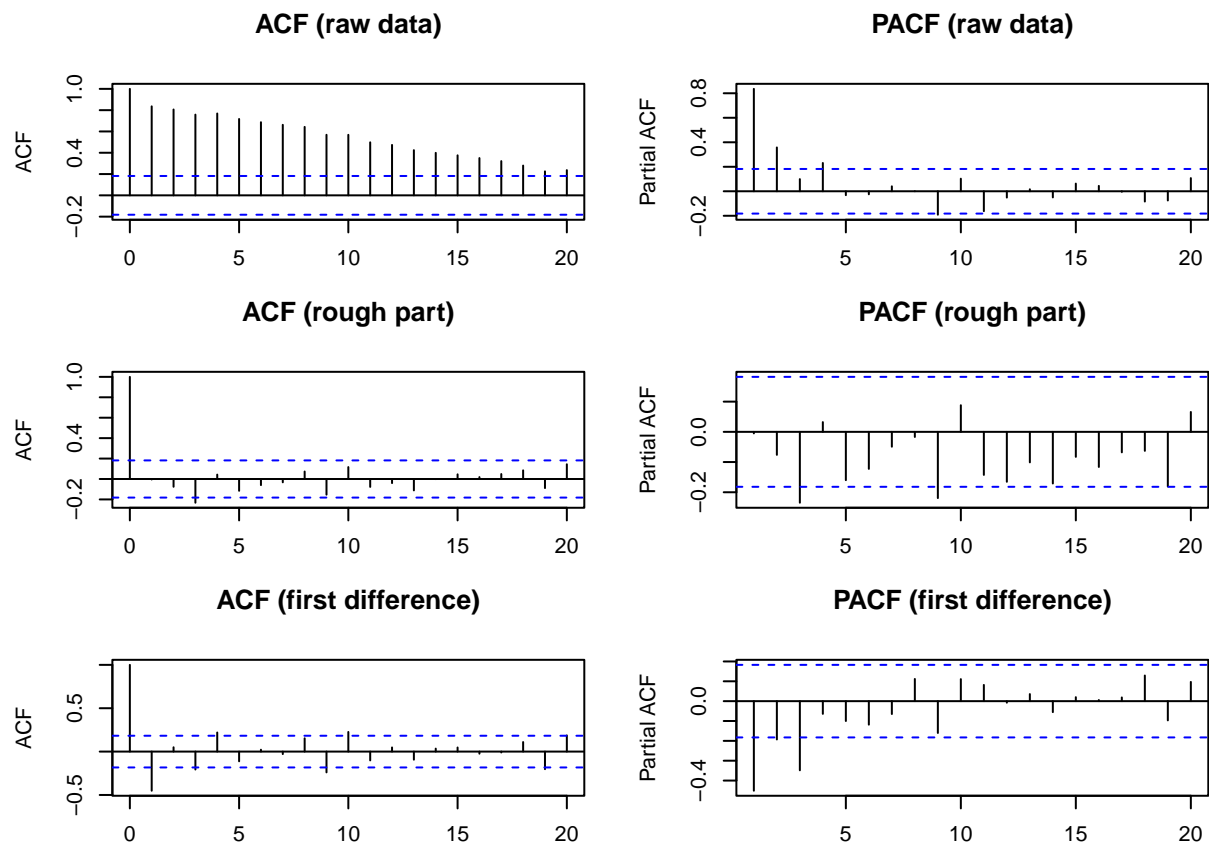 ACF (raw data)
ACF
−0.2 0.4 1.0
0 5 10 15 20
PACF (raw data)
Partial ACF
−0.2 0.4 0.8
5 10 15 20
ACF (rough part)
ACF
−0.2 0.4 1.0
0 5 10 15 20
PACF (rough part)
Partial ACF
−0.2 0.0
5 10 15 20
ACF (first difference)
ACF
−0.5 0.5
0 5 10 15 20
PACF (first difference)
Partial ACF
−0.4 0.0
5 10 15 20